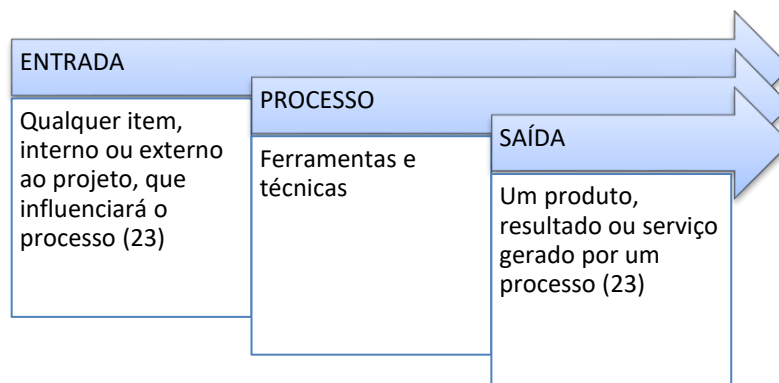 ENTRADA
Qualquer item,
interno ou externo
ao projeto, que
influenciará o
processo (23)
PROCESSO
Ferramentas e
técnicas
SAÍDA
Um produto,
resultado ou serviço
gerado por um
processo (23)